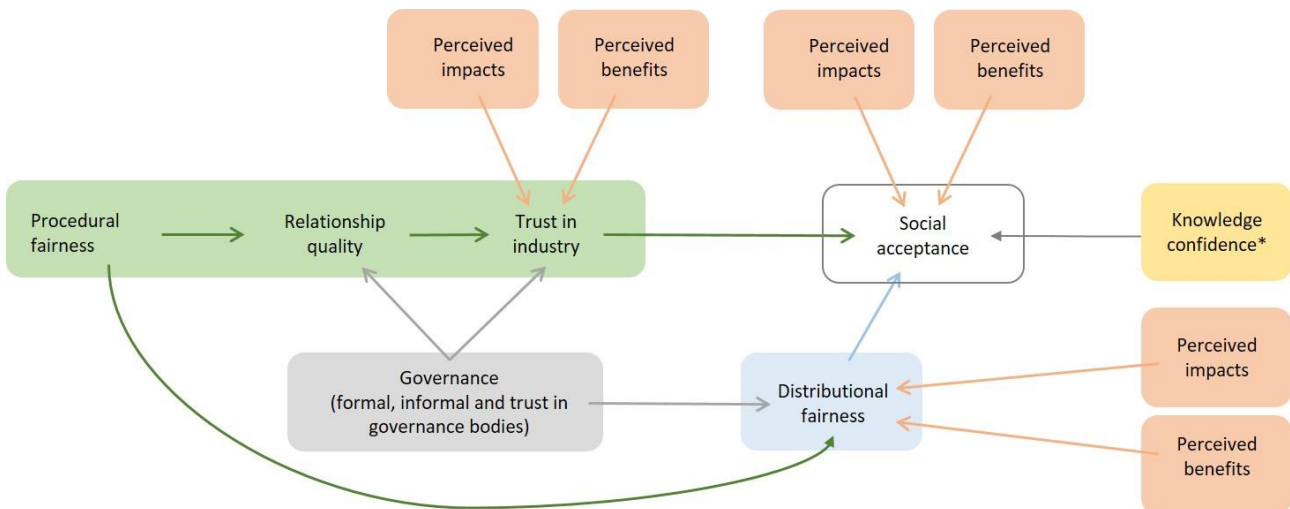 Perceived
impacts
Perceived
benefits
Perceived
impacts
Perceived
benefits
Procedural
fairness
Relationship
quality
Trust in
industry
Social
acceptance
Knowledge
confidence*
Governance
(formal, informal and trust in
governance bodies)
Distributional
fairness
Perceived
impacts
Perceived
benefits